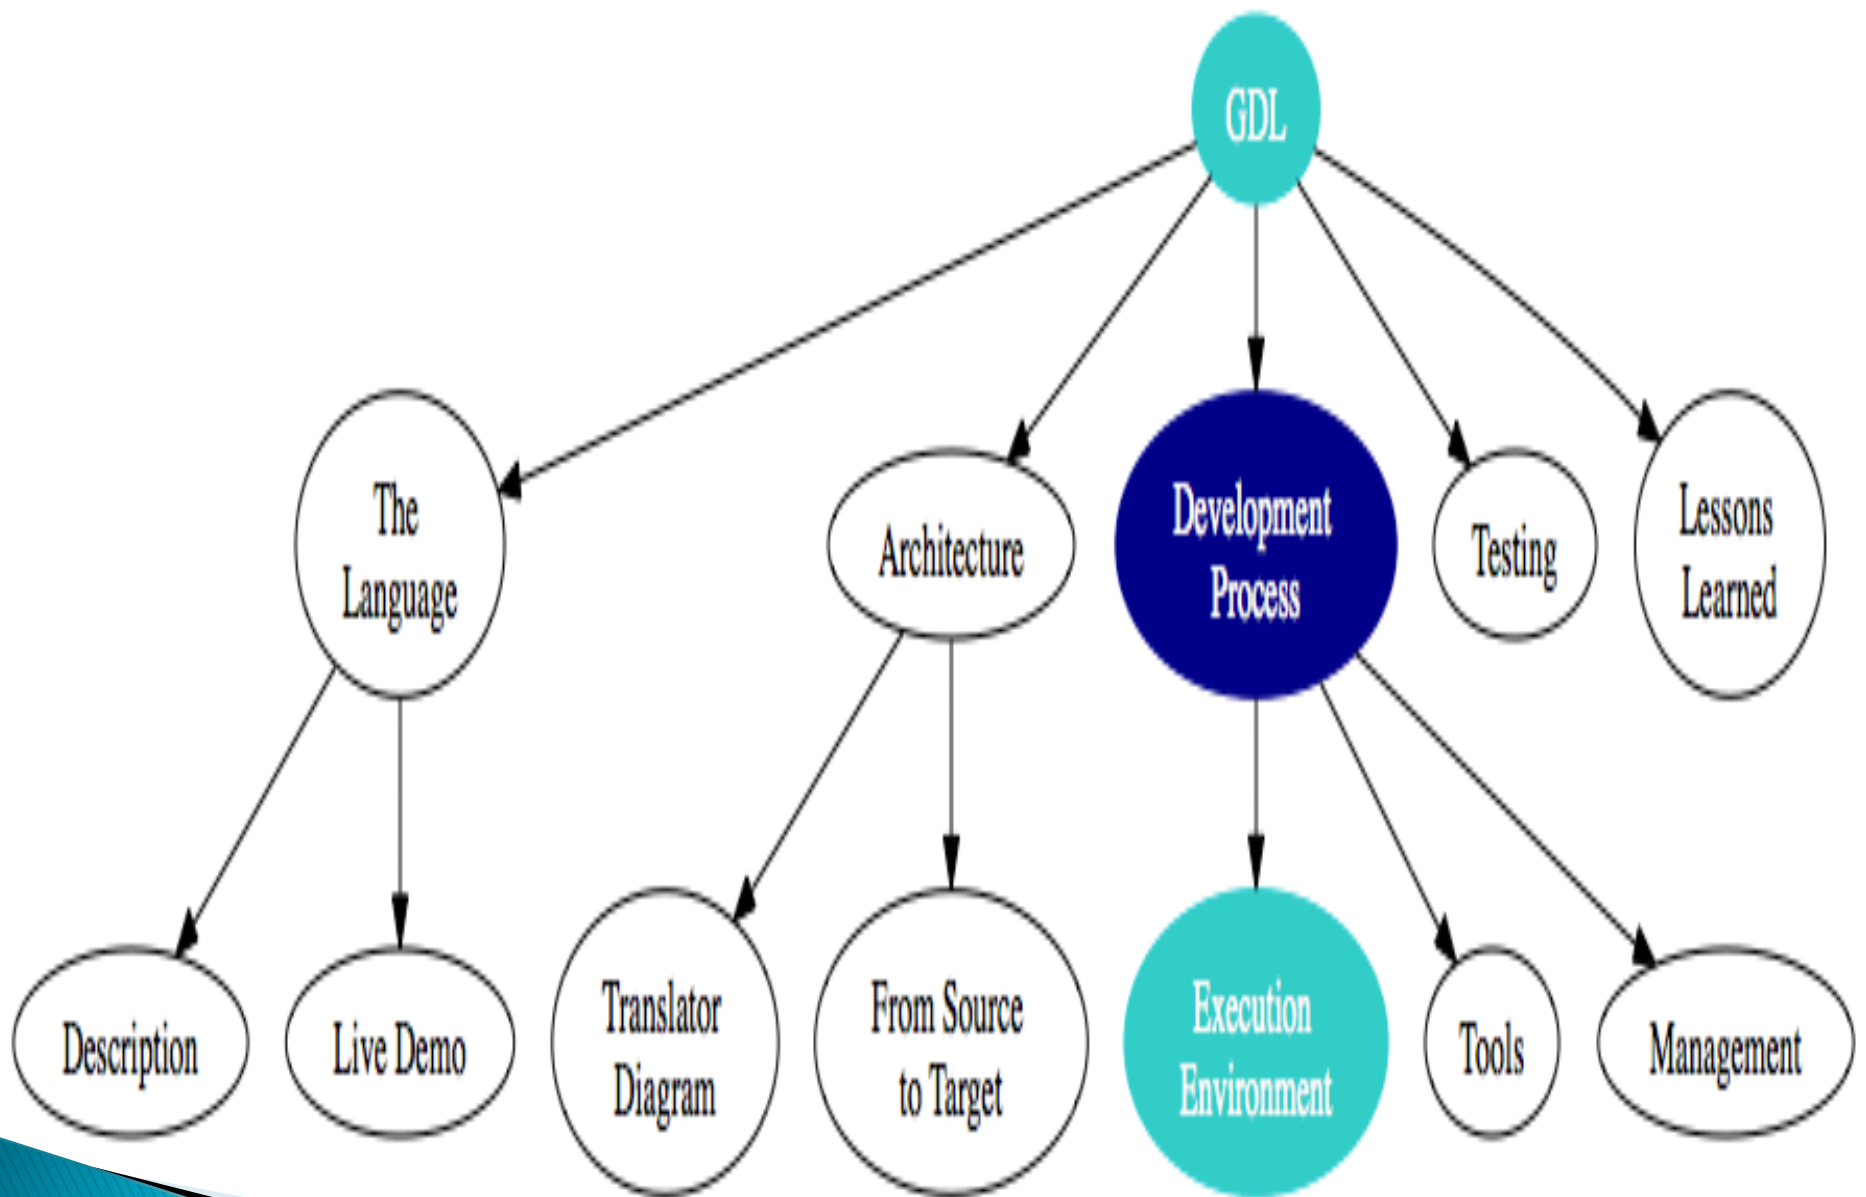 GDL
The
Language
Architecture
Development
Process
Testing
Lessons
Learned
Description
Live Demo
Translator
Diagram
From Source
to Target
Execution
Environment
Tools
Management